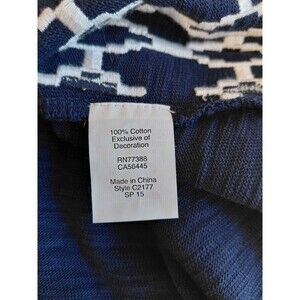 100% Cotton
Exclusive of
Decoration
RN77388
CA56445
Made in China
Style C2177
SP 15